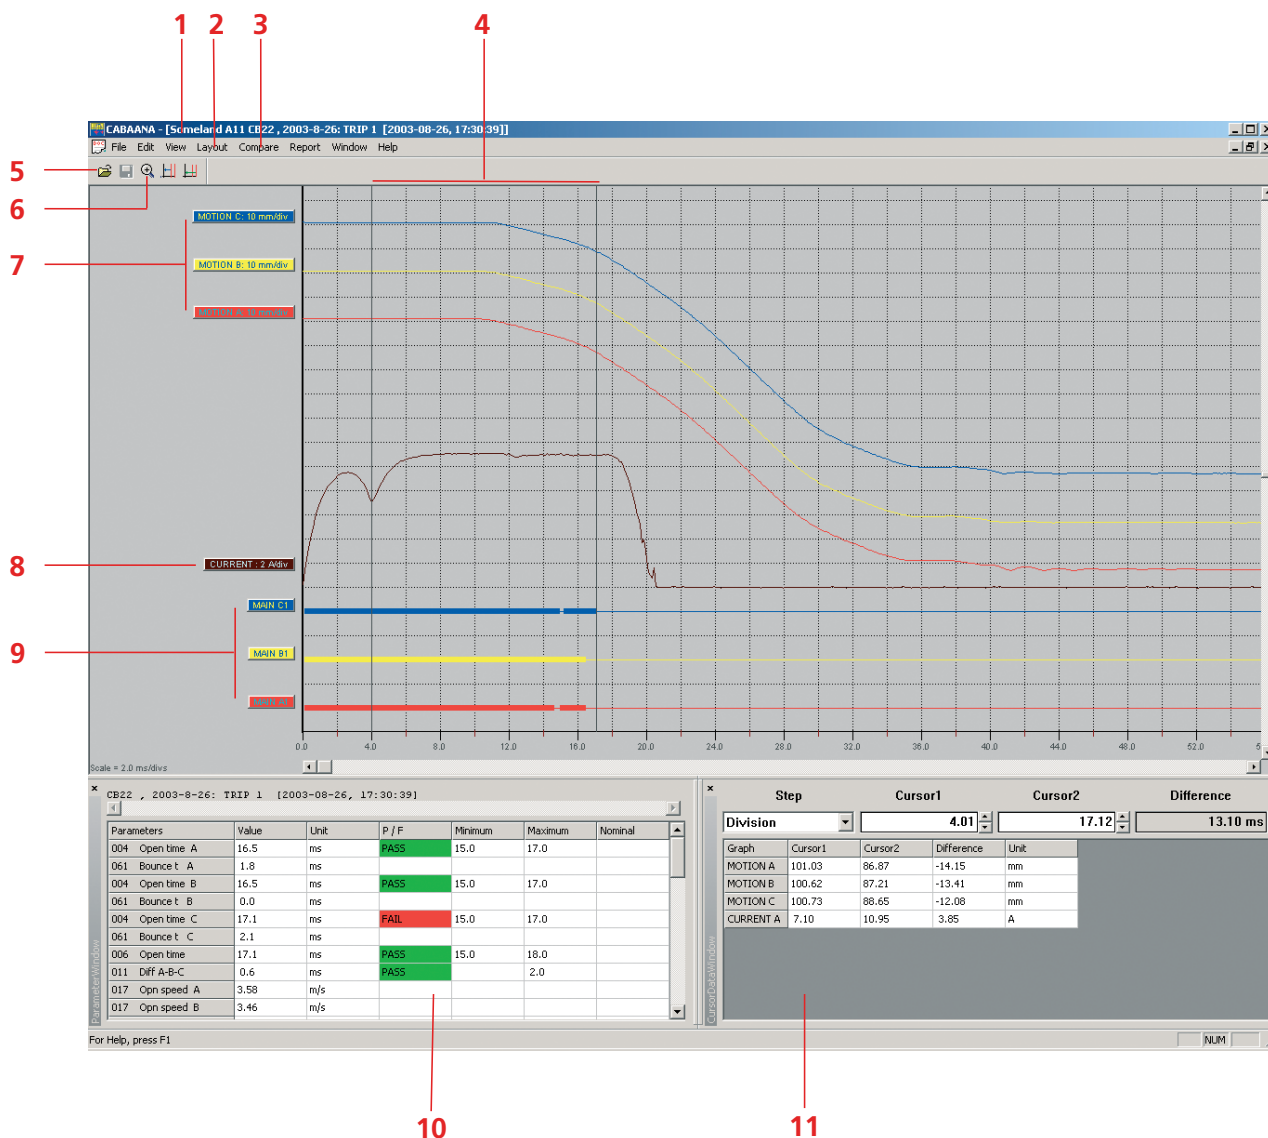 1 2 3 4
CABAANA - [Someland A11 CB22 , 2003-8-26: TRIP 1 [2003-08-26, 17:30:39]]
File Edit View Layout Compare Report Window Help
5
6
MOTION C: 10 mm/div
7
MOTION B: 10 mm/div
MOTION A: 10 mm/div
8
CURRENT : 2 A/div
MAIN C1
9
MAIN B1
MAIN A1
0.0 4.0 8.0 12.0 16.0 20.0 24.0 28.0 32.0 36.0 40.0 44.0 48.0 52.0 5
Scale = 2.0 ms/divs
CB22 , 2003-8-26: TRIP 1 [2003-08-26, 17:30:39]
Parameters Value Unit P / F Minimum Maximum Nominal
004 Open time A 16.5 ms PASS 15.0 17.0
061 Bounce t A 1.8 ms
004 Open time B 16.5 ms PASS 15.0 17.0
061 Bounce t B 0.0 ms
004 Open time C 17.1 ms FAIL 15.0 17.0
061 Bounce t C 2.1 ms
006 Open time 17.1 ms PASS 15.0 18.0
011 Diff A-B-C 0.6 ms PASS 2.0
017 Opn speed A 3.58 m/s
017 Opn speed B 3.46 m/s
ParameterWindow
Step Cursor1 Cursor2 Difference
Division 4.01 17.12 13.10 ms
Graph Cursor1 Cursor2 Difference Unit
MOTION A 101.03 86.87 -14.15 mm
MOTION B 100.62 87.21 -13.41 mm
MOTION C 100.73 88.65 -12.08 mm
CURRENT A 7.10 10.95 3.85 A
CursorDataWindow
For Help, press F1
NUM
10
11